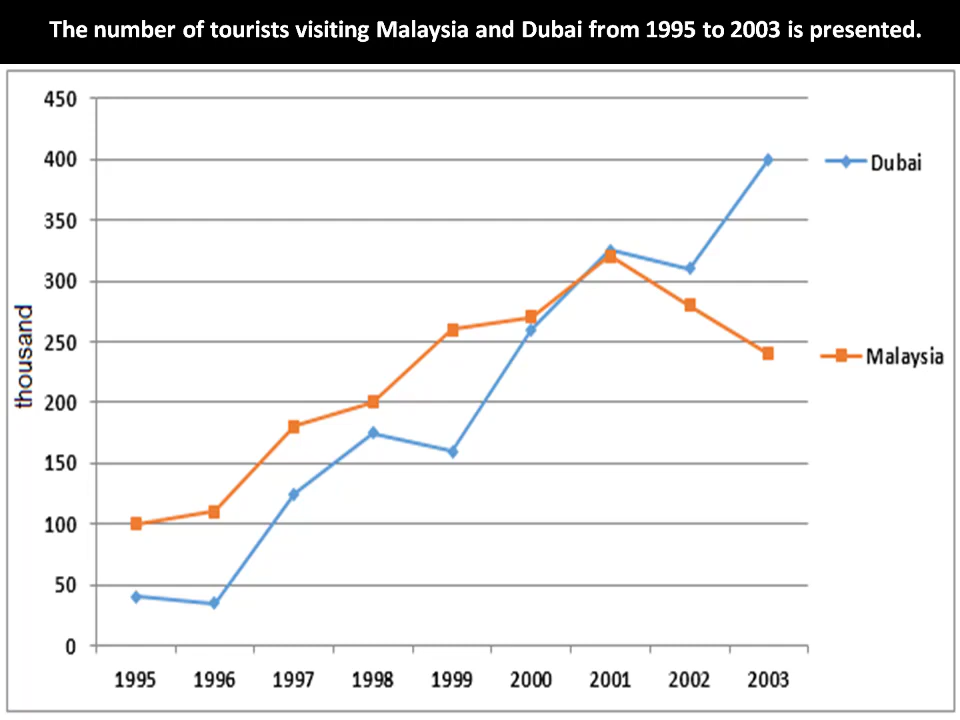 The number of tourists visiting Malaysia and Dubai from 1995 to 2003 is presented.
450
400
350
300
250
200
150
100
50
0
thousand
1995 1996 1997 1998 1999 2000 2001 2002 2003
Dubai
Malaysia